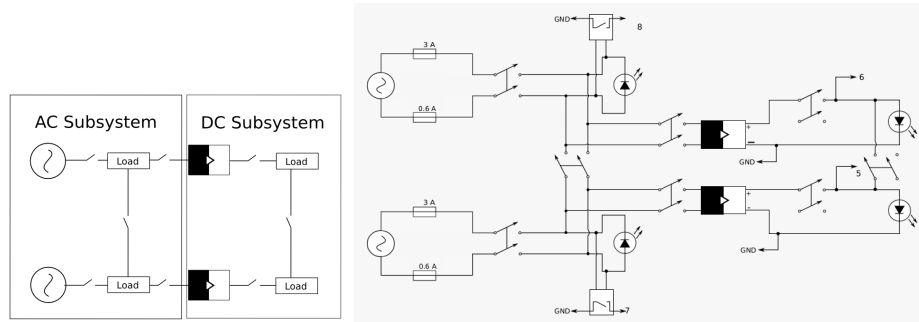 AC Subsystem
DC Subsystem
Load
Load
Load
Load
GND
8
3 A
0.6 A
6
+
−
GND
5
3 A
0.6 A
+
-
GND
GND
7